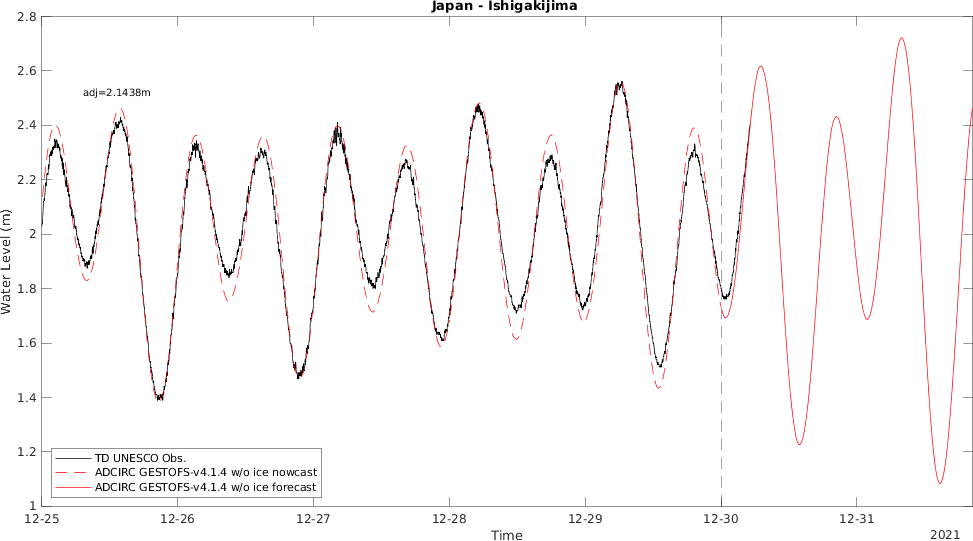 Japan - Ishigakijima
2.8
2.6
2.4
2.2
2
1.8
1.6
1.4
1.2
1
Water Level (m)
adj=2.1438m
TD UNESCO Obs.
ADCIRC GESTOFS-v4.1.4 w/o ice nowcast
ADCIRC GESTOFS-v4.1.4 w/o ice forecast
12-25 12-26 12-27 12-28 12-29 12-30 12-31
Time
2021